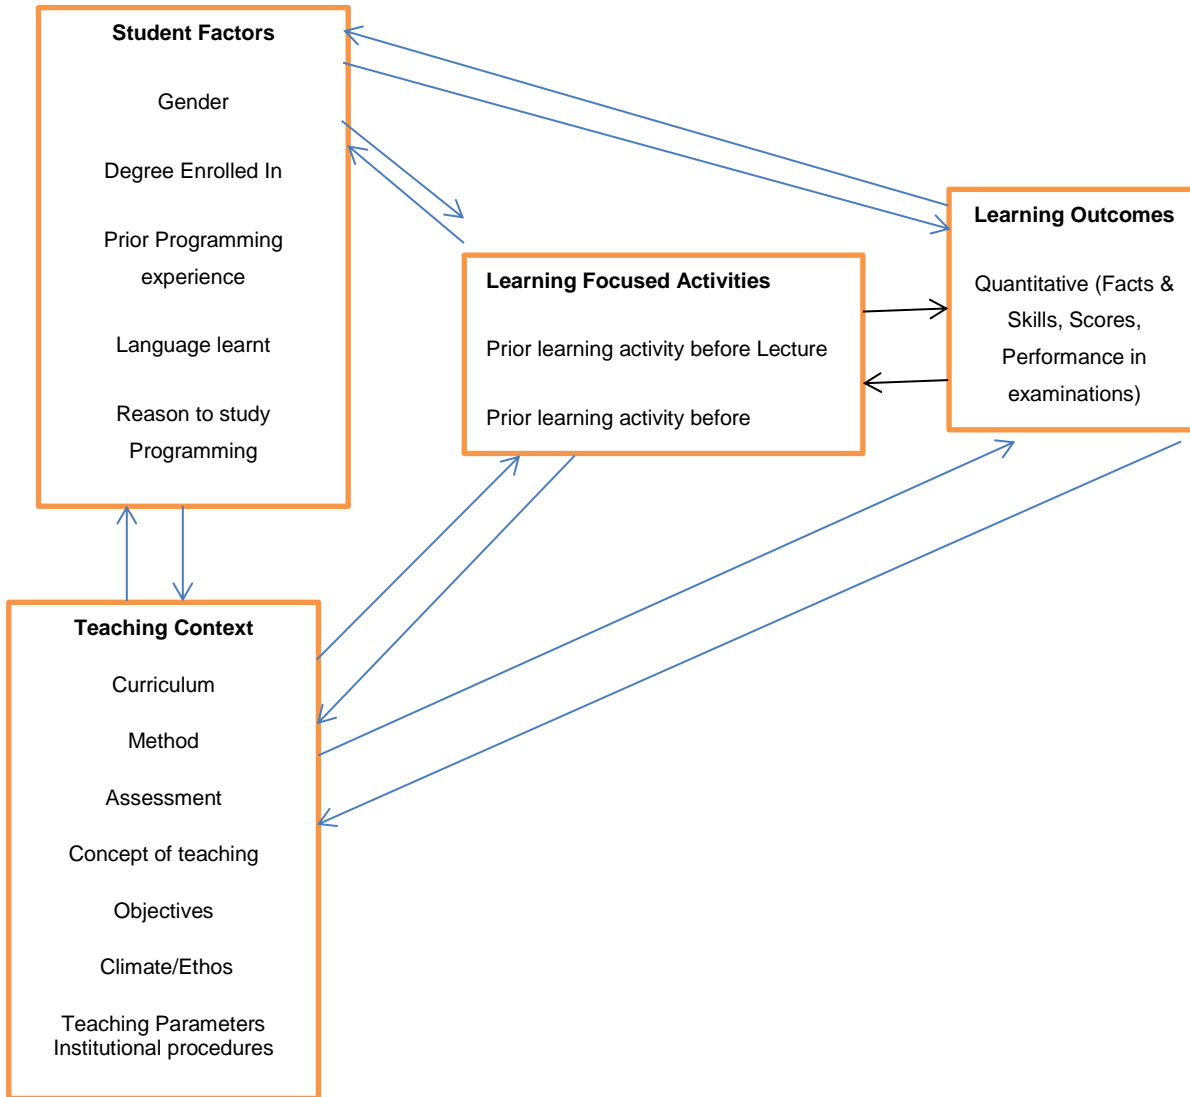 Student Factors
Gender
Degree Enrolled In
Prior Programming
experience
Language learnt
Reason to study
Programming
Learning Focused Activities
Prior learning activity before Lecture
Prior learning activity before
Learning Outcomes
Quantitative (Facts &
Skills, Scores,
Performance in
examinations)
Teaching Context
Curriculum
Method
Assessment
Concept of teaching
Objectives
Climate/Ethos
Teaching Parameters
Institutional procedures